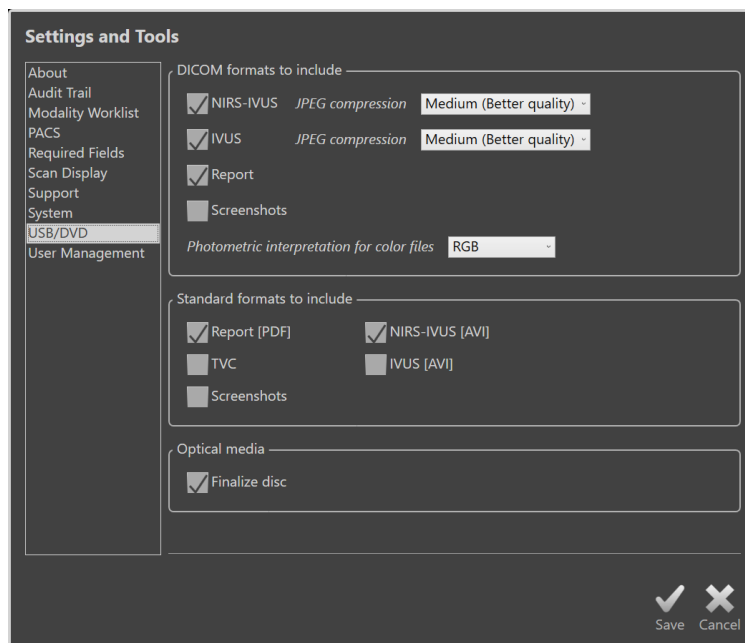 Settings and Tools
About
Audit Trail
Modality Worklist
PACS
Required Fields
Scan Display
Support
System
USB/DVD
User Management
DICOM formats to include
NIRS-IVUS JPEG compression Medium (Better quality)
IVUS JPEG compression Medium (Better quality)
Report
Screenshots
Photometric interpretation for color files RGB
Standard formats to include
Report [PDF] NIRS-IVUS [AVI]
TVC IVUS [AVI]
Screenshots
Optical media
Finalize disc
Save Cancel